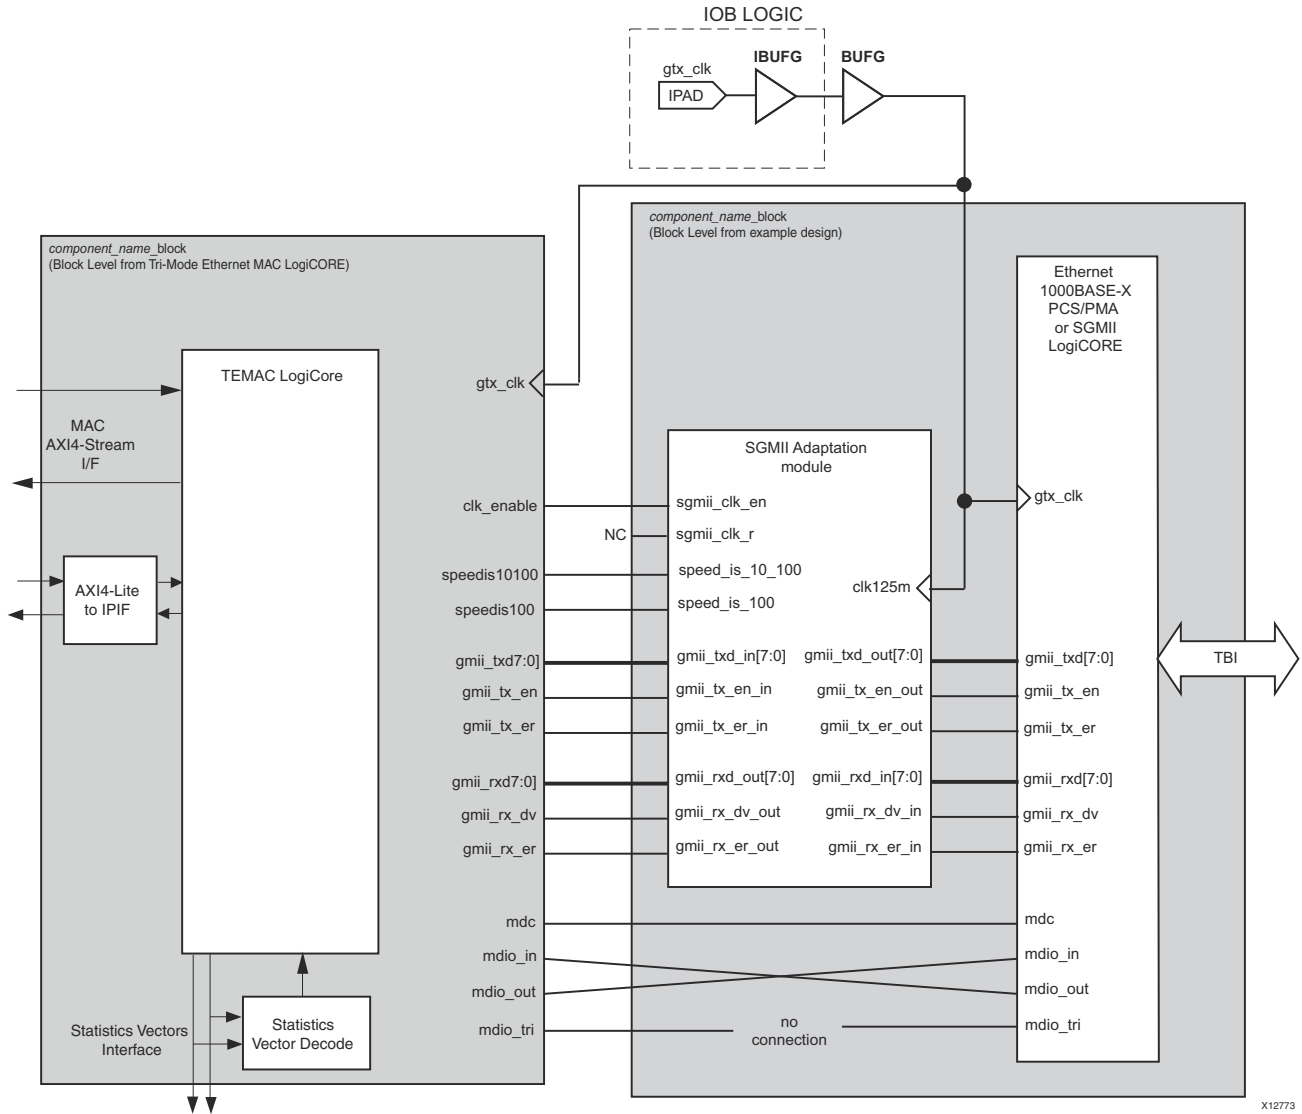 IOB LOGIC
gtx_clk
IPAD
IBUFG
BUFG
component_name_block
(Block Level from Tri-Mode Ethernet MAC LogiCORE)
TEMAC LogiCore
MAC
AXI4-Stream
I/F
AXI4-Lite
to IPIF
Statistics Vectors
Interface
Statistics
Vector Decode
gtx_clk
clk_enable
NC
speedis10100
speedis100
gmii_txd7:0]
gmii_tx_en
gmii_tx_er
gmii_rxd7:0]
gmii_rx_dv
gmii_rx_er
mdc
mdio_in
mdio_out
mdio_tri
no
connection
component_name_block
(Block Level from example design)
SGMII Adaptation
module
sgmii_clk_en
sgmii_clk_r
speed_is_10_100
speed_is_100
gmii_txd_in[7:0]
gmii_tx_en_in
gmii_tx_er_in
gmii_rxd_out[7:0]
gmii_rx_dv_out
gmii_rx_er_out
clk125m
gmii_txd_out[7:0]
gmii_tx_en_out
gmii_tx_er_out
gmii_rxd_in[7:0]
gmii_rx_dv_in
gmii_rx_er_in
Ethernet
1000BASE-X
PCS/PMA
or SGMII
LogiCORE
gtx_clk
gmii_txd[7:0]
gmii_tx_en
gmii_tx_er
gmii_rxd[7:0]
gmii_rx_dv
gmii_rx_er
mdc
mdio_in
mdio_out
mdio_tri
TBI
X12773